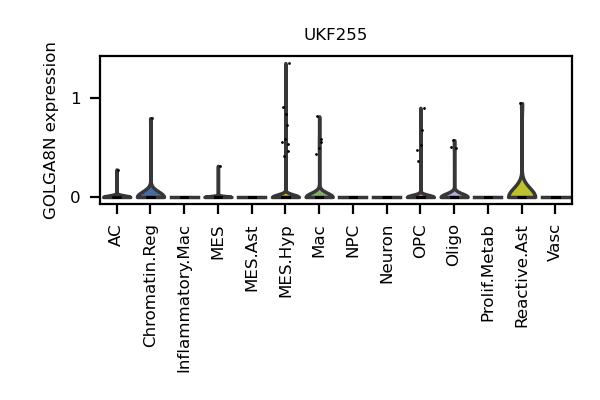 UKF255
GOLGA8N expression
1
0
AC
Chromatin.Reg
Inflammatory.Mac
MES
MES.Ast
MES.Hyp
Mac
NPC
Neuron
OPC
Oligo
Prolif.Metab
Reactive.Ast
Vasc